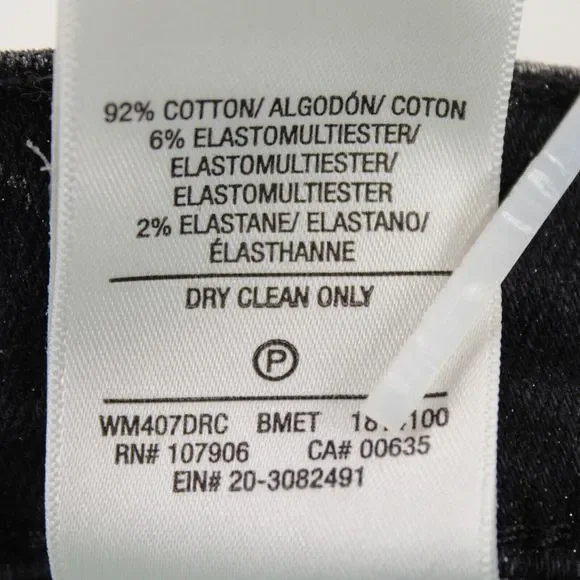 92% COTTON/ ALGODÓN/ COTON
6% ELASTOMULTIESTER/
ELASTOMULTIESTER/
ELASTOMULTIESTER
2% ELASTANE/ ELASTANO/
ÉLASTHANNE
DRY CLEAN ONLY
P
WM407DRC BMET
RN# 107906 CA# 00635
EIN# 20-3082491